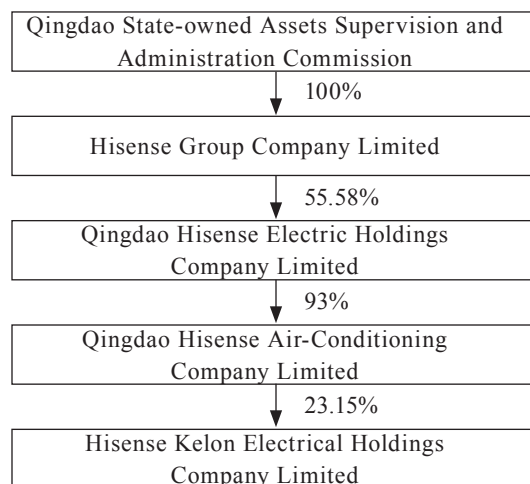 Qingdao State-owned Assets Supervision and
Administration Commission
100%
Hisense Group Company Limited
55.58%
Qingdao Hisense Electric Holdings
Company Limited
93%
Qingdao Hisense Air-Conditioning
Company Limited
23.15%
Hisense Kelon Electrical Holdings
Company Limited